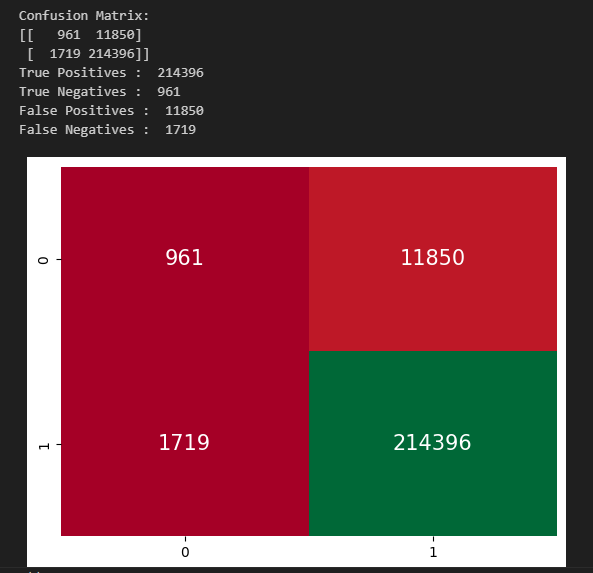 Confusion Matrix:
[[   961  11850]
 [  1719 214396]]
True Positives :  214396
True Negatives :  961
False Positives :  11850
False Negatives :  1719
0
961
11850
1
1719
214396
0
1